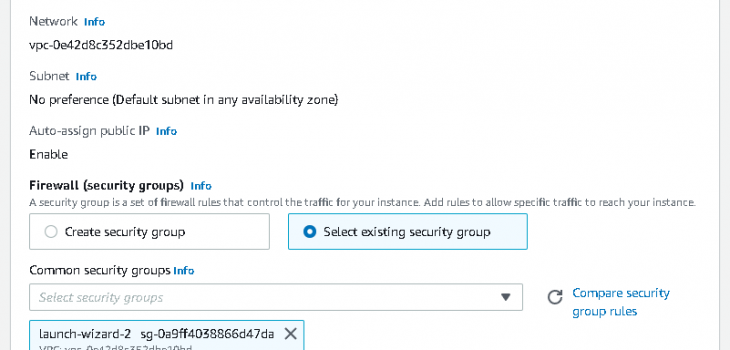 Network Info
vpc-0e42d8c352dbe10bd
Subnet Info
No preference (Default subnet in any availability zone)
Auto-assign public IP Info
Enable
Firewall (security groups) Info
A security group is a set of firewall rules that control the traffic for your instance. Add rules to allow specific traffic to reach your instance.
Create security group
Select existing security group
Common security groups Info
Select security groups
Compare security
group rules
launch-wizard-2 sg-0a9ff4038866d47da
VPC: vpc-0e42d8c352dbe10bd